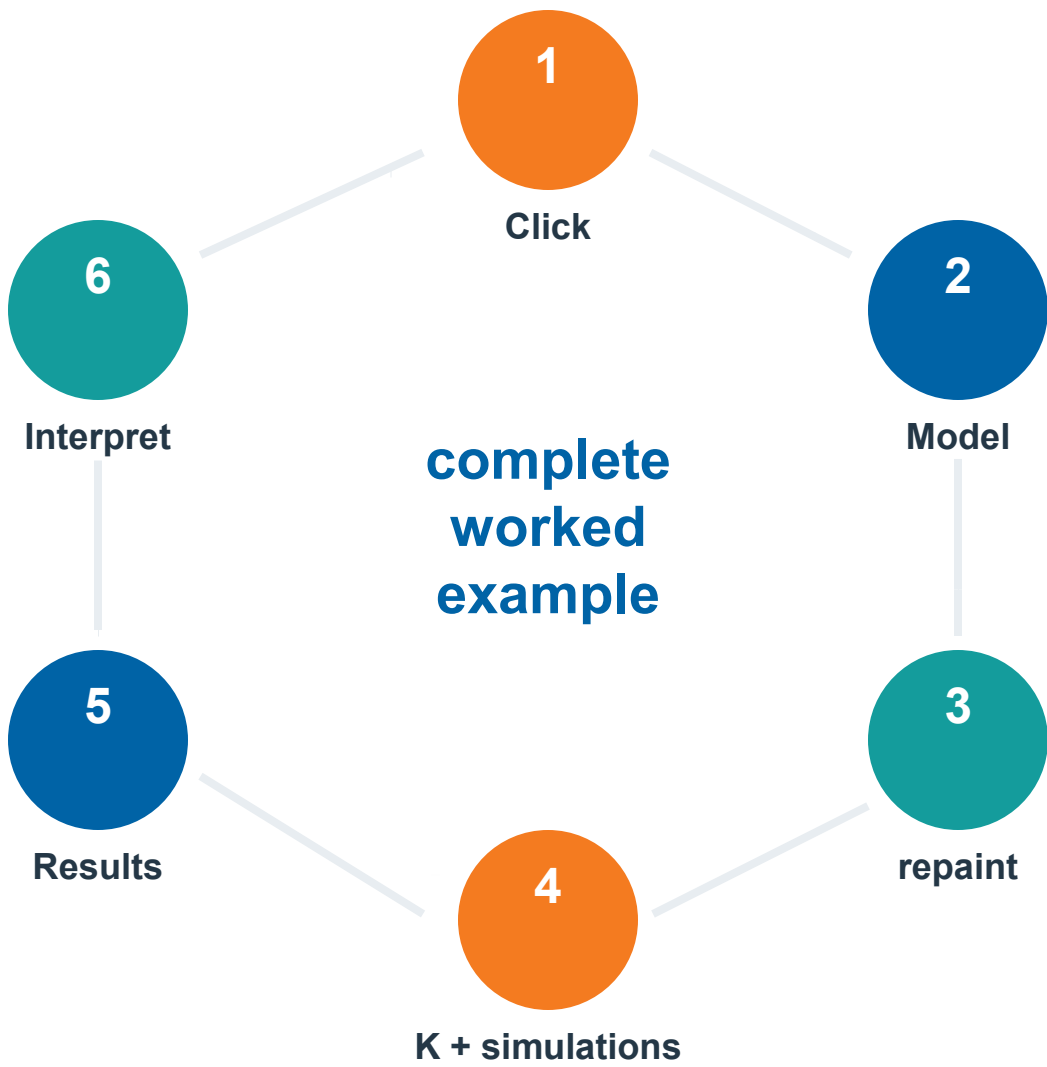 1
Click
2
Model
3
repaint
4
K + simulations
5
Results
6
Interpret
complete
worked
example